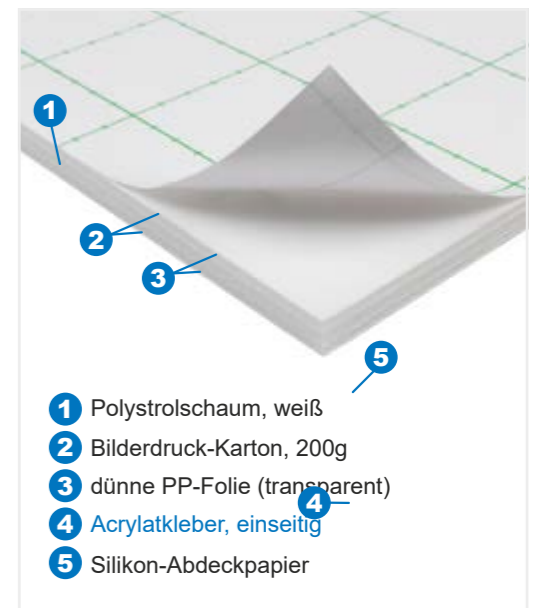 1
2
3
5
1 Polystrolschaum, weiß
2 Bilderdruck-Karton, 200g
3 dünne PP-Folie (transparent)
4
4 Acrylatkleber, einseitig
5 Silikon-Abdeckpapier